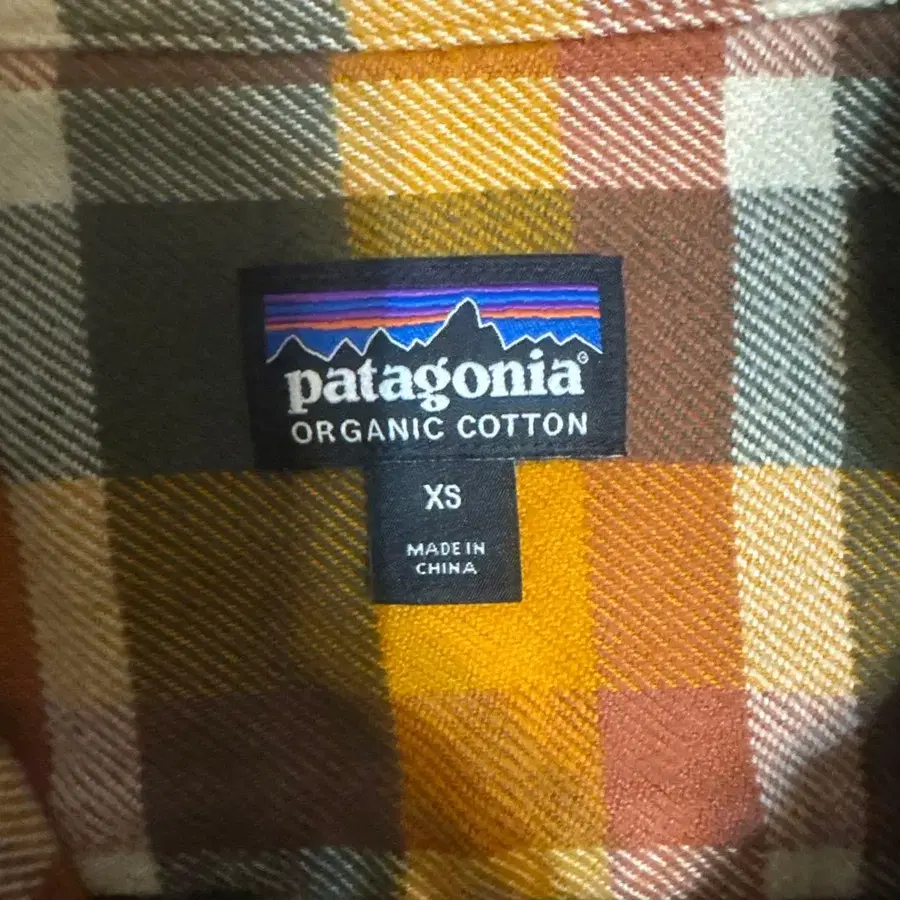 patagonia®
ORGANIC COTTON
XS
MADE IN
CHINA